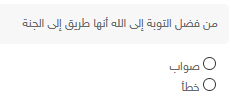 من فضل التوبة إلى الله أنها طريق إلى الجنة
صواب
خطأ